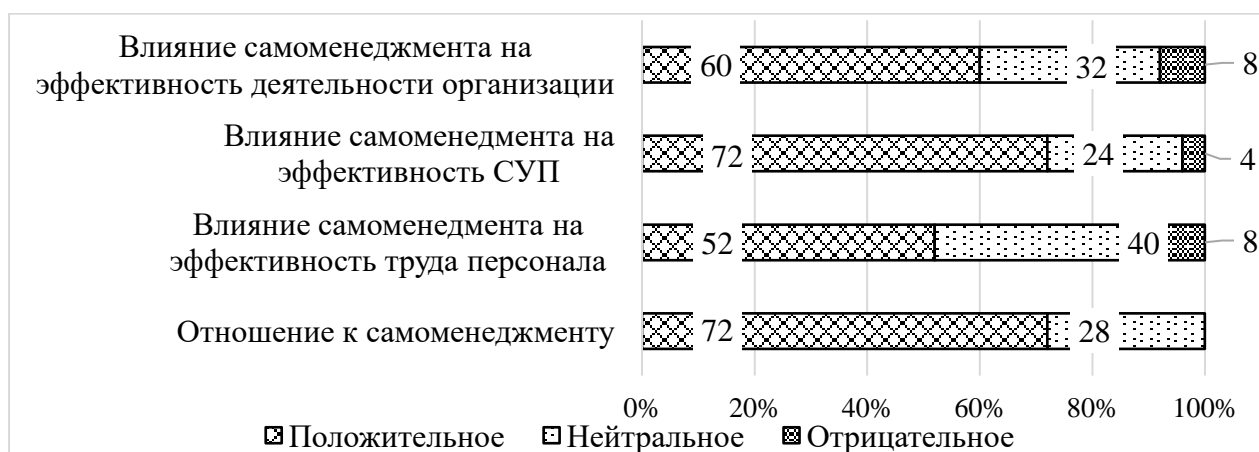 Влияние самоменеджмента на
эффективность деятельности организации
60
32
8
Влияние самоменедмента на
эффективность СУП
72
24
4
Влияние самоменедмента на
эффективность труда персонала
52
40
8
Отношение к самоменеджменту
72
28
0% 20% 40% 60% 80% 100%
Положительное Нейтральное Отрицательное